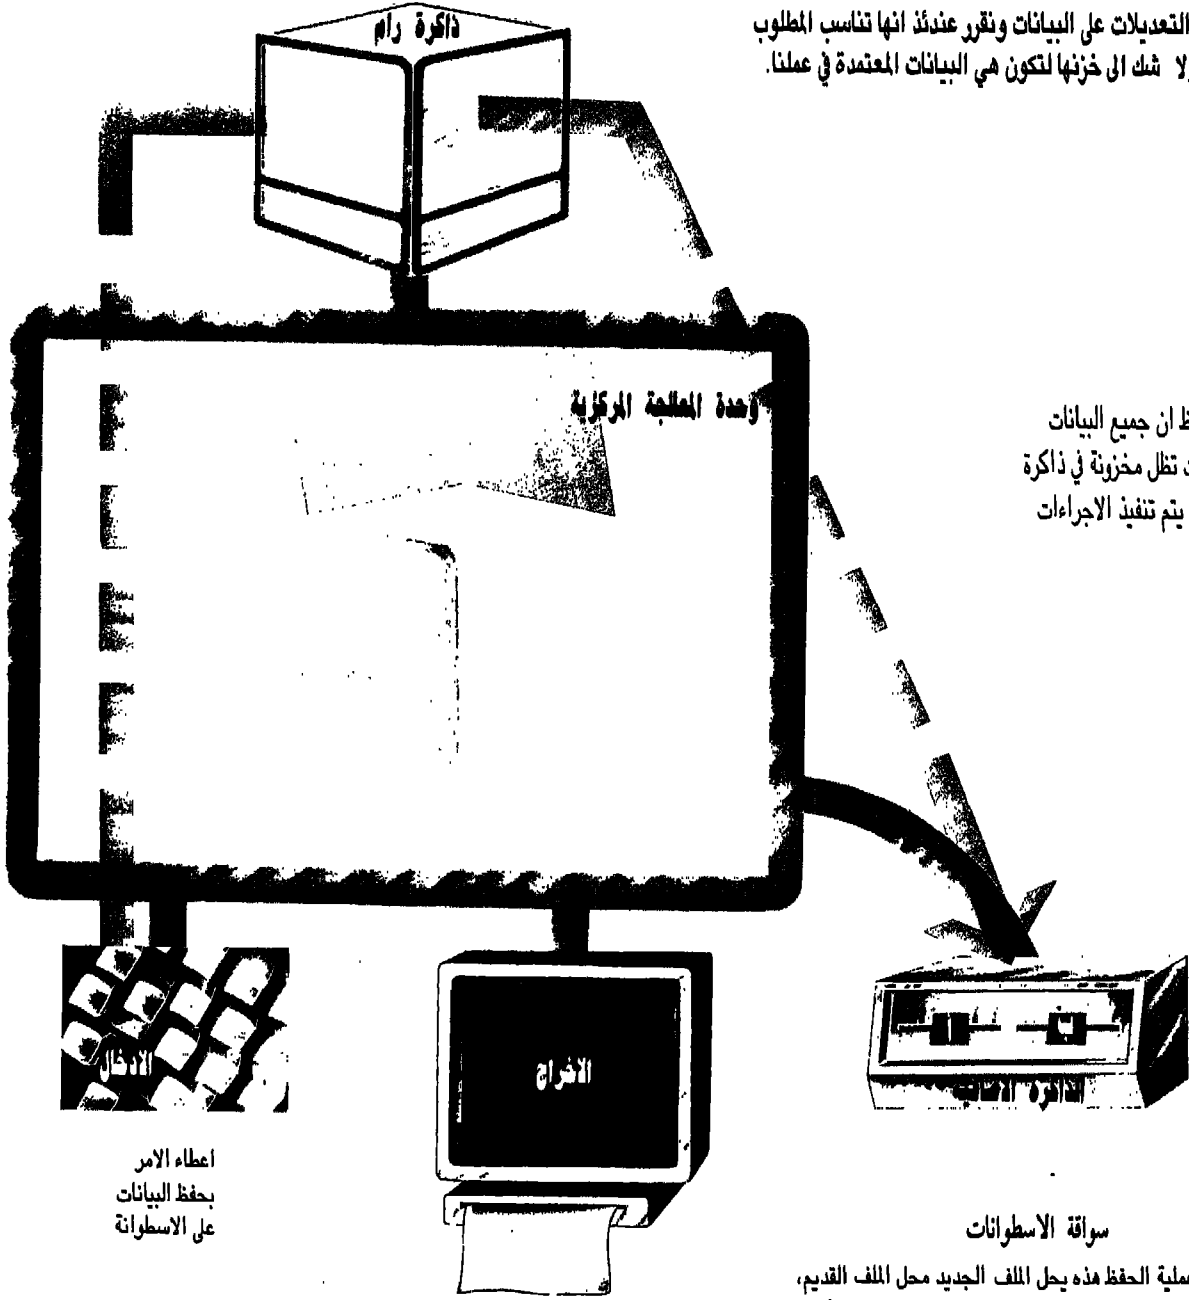 التعديلات على البيانات ونقرر عندئذ انها تناسب المطلوب
لا شك الى خزنها لتكون هي البيانات المعتمدة في عملنا.
ذاكرة رام
وحدة المعالجة المركزية
ان جميع البيانات
تظل مخزونة في ذاكرة
يتم تنفيذ الاجراءات
الادخال
الاخراج
أ
ب
الذاكرة الاضافية
اعطاء الامر
بحفظ البيانات
على الاسطوانة
سواقة الاسطوانات
عملية الحفظ هذه يحل الملف الجديد محل الملف القديم،